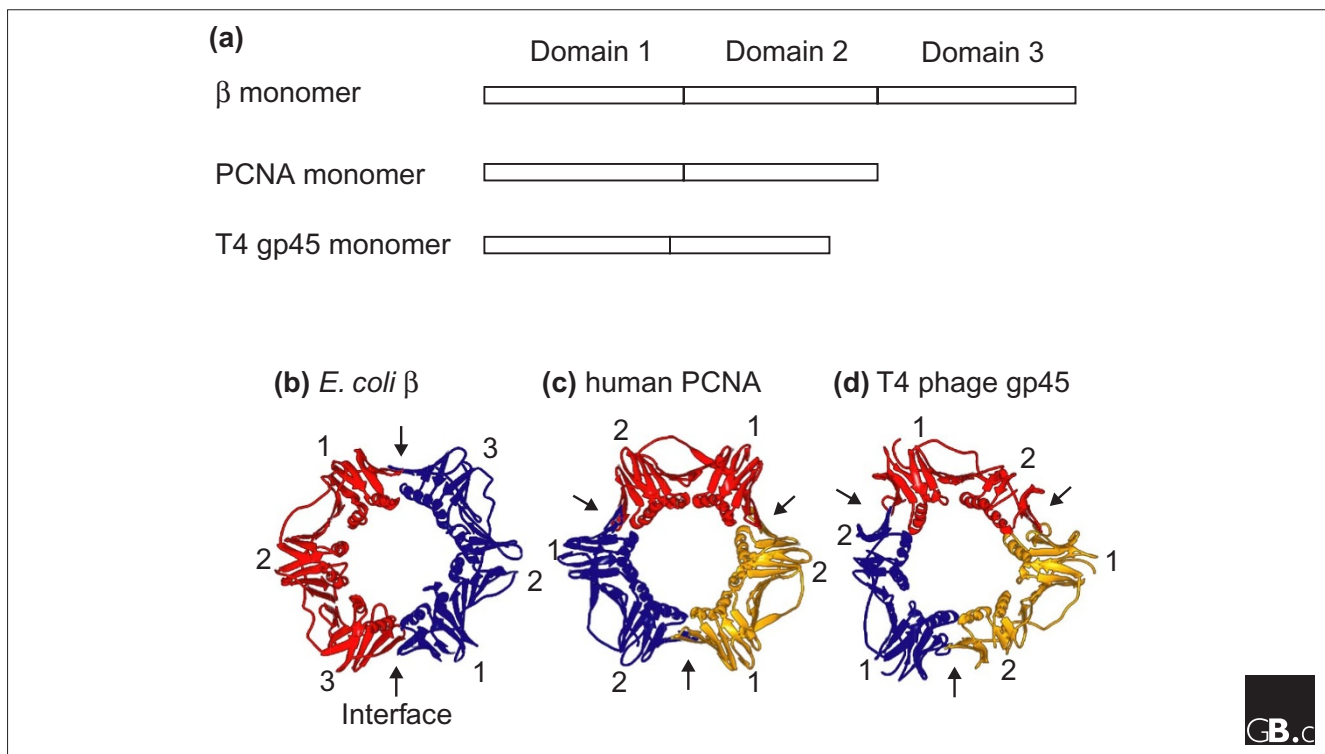 (a)
Domain 1 Domain 2 Domain 3
β monomer
PCNA monomer
T4 gp45 monomer
(b) E. coli β (c) human PCNA (d) T4 phage gp45
1 3 2 1 1 2
2 2 1 2 2 1
3 1 2 1 1 2
Interface
GB.c